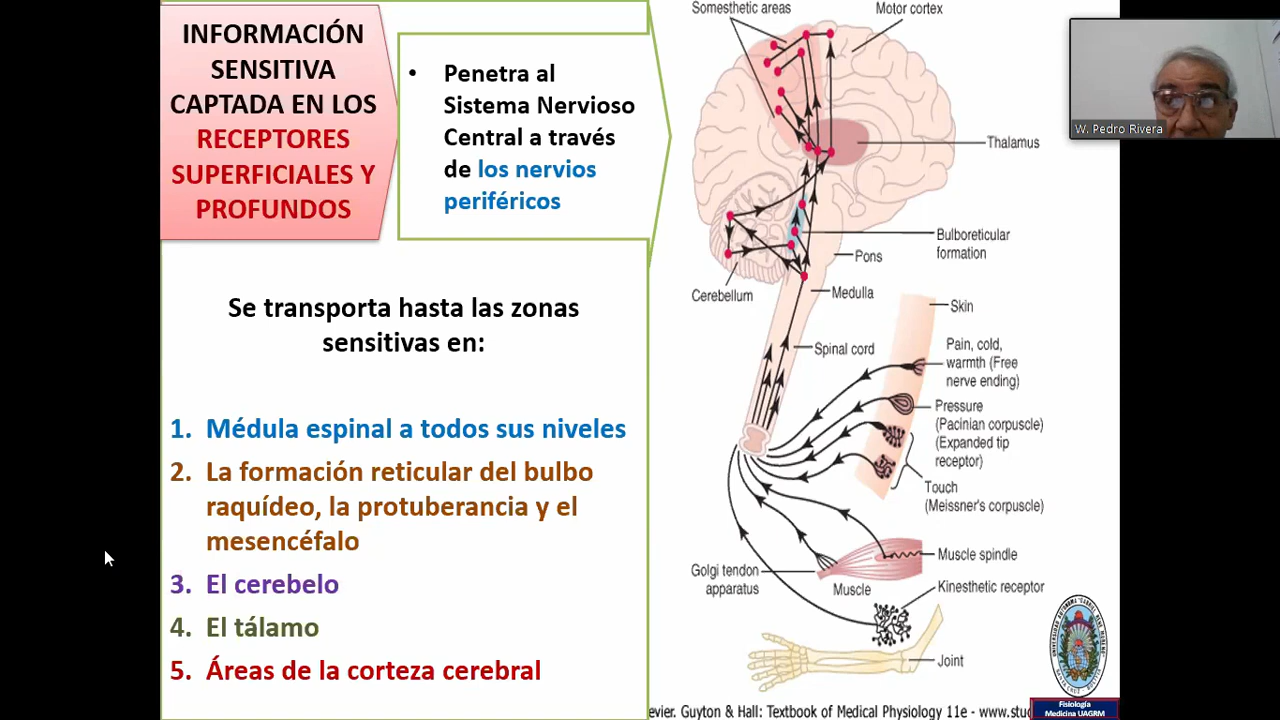 INFORMACIÓN
SENSITIVA
CAPTADA EN LOS
RECEPTORES
SUPERFICIALES Y
PROFUNDOS
• Penetra al
Sistema Nervioso
Central a través
de los nervios
periféricos
Se transporta hasta las zonas
sensitivas en:
1. Médula espinal a todos sus niveles
2. La formación reticular del bulbo
raquídeo, la protuberancia y el
mesencéfalo
3. El cerebelo
4. El tálamo
5. Áreas de la corteza cerebral
Somesthetic areas
Motor cortex
Thalamus
Bulboreticular
formation
Pons
Cerebellum
Medulla
Skin
Spinal cord
Pain, cold,
warmth (Free
nerve ending)
Pressure
(Pacinian corpuscle)
(Expanded tip
receptor)
Touch
(Meissner's corpuscle)
Muscle spindle
Golgi tendon
apparatus
Muscle
Kinesthetic receptor
Joint
evier. Guyton & Hall: Textbook of Medical Physiology 11e - www.stu
Fisiología
Medicina UAGRM
W. Pedro Rivera